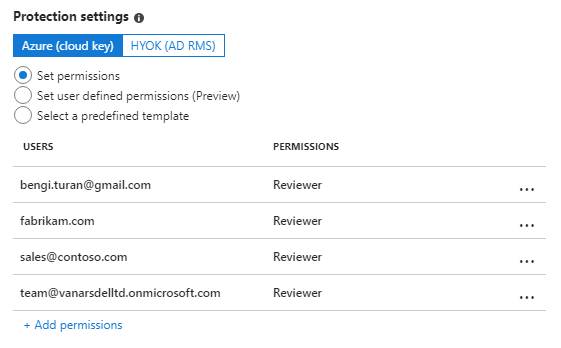 Protection settings
Azure (cloud key) HYOK (AD RMS)
Set permissions
Set user defined permissions (Preview)
Select a predefined template
USERS PERMISSIONS
bengi.turan@gmail.com Reviewer ...
fabrikam.com Reviewer ...
sales@contoso.com Reviewer ...
team@vanarsdelltd.onmicrosoft.com Reviewer ...
+ Add permissions